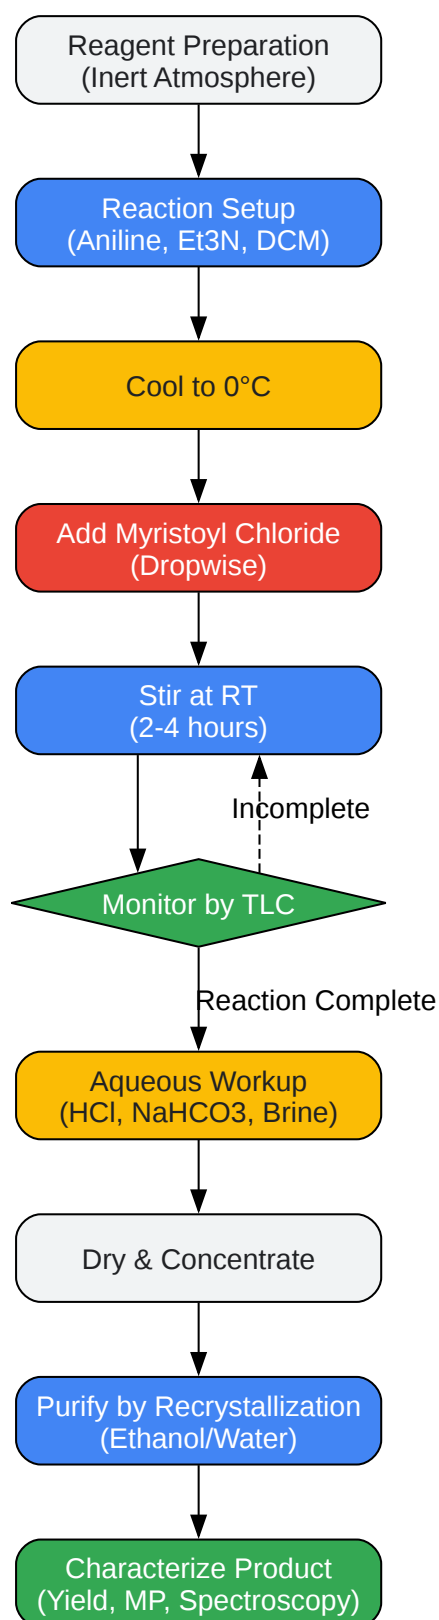 Reagent Preparation
(Inert Atmosphere)
Reaction Setup
(Aniline, Et3N, DCM)
Cool to 0°C
Add Myristoyl Chloride
(Dropwise)
Stir at RT
(2-4 hours)
Incomplete
Monitor by TLC
Reaction Complete
Aqueous Workup
(HCl, NaHCO3, Brine)
Dry & Concentrate
Purify by Recrystallization
(Ethanol/Water)
Characterize Product
(Yield, MP, Spectroscopy)